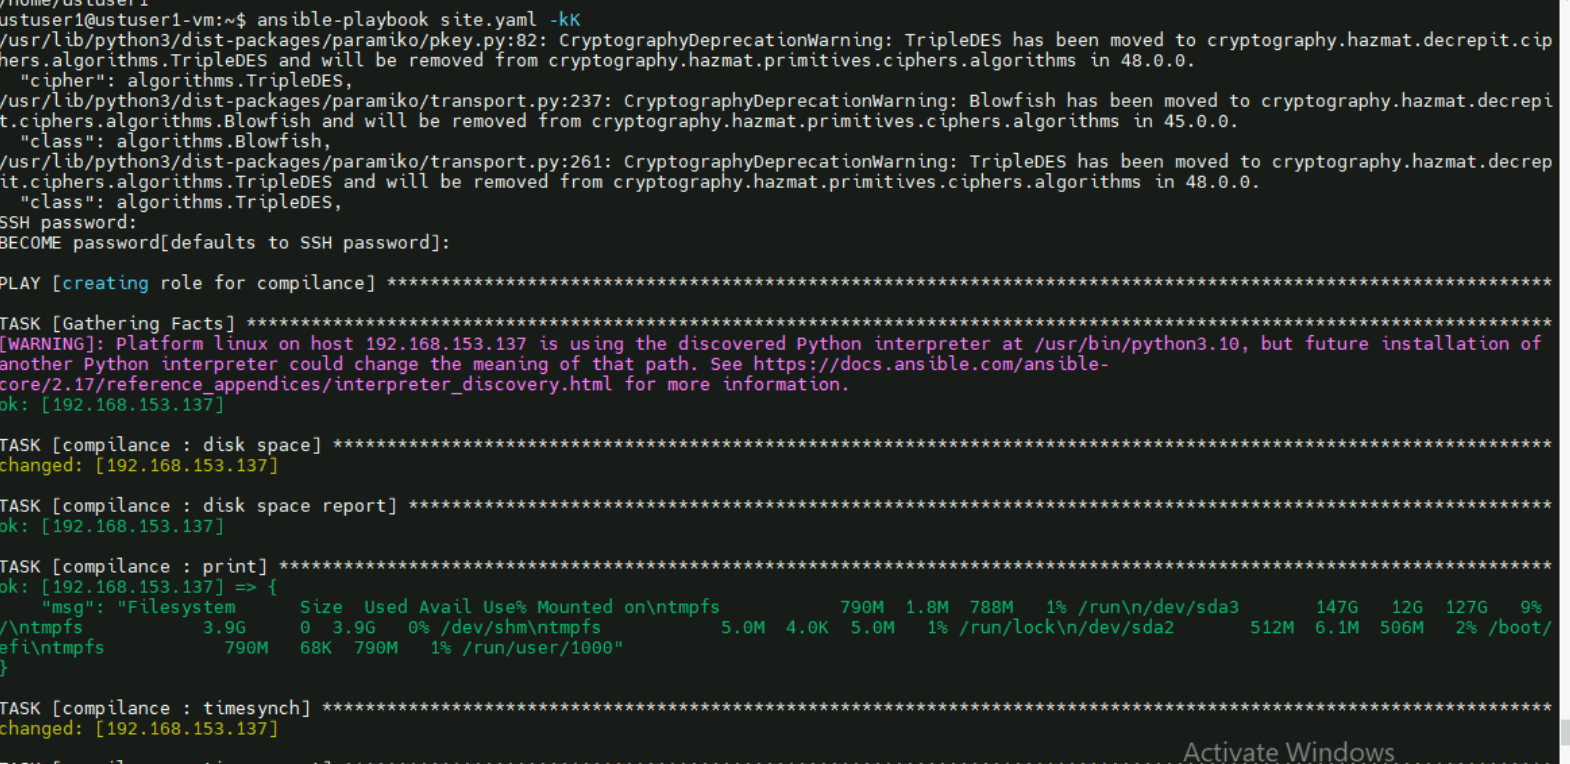 /home/ustuser1
ustuser1@ustuser1-vm:~$ ansible-playbook site.yaml -kK
/usr/lib/python3/dist-packages/paramiko/pkey.py:82: CryptographyDeprecationWarning: TripleDES has been moved to cryptography.hazmat.decrepit.cip
hers.algorithms.TripleDES and will be removed from cryptography.hazmat.primitives.ciphers.algorithms in 48.0.0.
  "cipher": algorithms.TripleDES,
/usr/lib/python3/dist-packages/paramiko/transport.py:237: CryptographyDeprecationWarning: Blowfish has been moved to cryptography.hazmat.decrepi
t.ciphers.algorithms.Blowfish and will be removed from cryptography.hazmat.primitives.ciphers.algorithms in 45.0.0.
  "class": algorithms.Blowfish,
/usr/lib/python3/dist-packages/paramiko/transport.py:261: CryptographyDeprecationWarning: TripleDES has been moved to cryptography.hazmat.decrep
it.ciphers.algorithms.TripleDES and will be removed from cryptography.hazmat.primitives.ciphers.algorithms in 48.0.0.
  "class": algorithms.TripleDES,
SSH password:
BECOME password[defaults to SSH password]:
PLAY [creating role for compilance] ************************************************************************************************************
TASK [Gathering Facts] *************************************************************************************************************************
[WARNING]: Platform linux on host 192.168.153.137 is using the discovered Python interpreter at /usr/bin/python3.10, but future installation of
another Python interpreter could change the meaning of that path. See https://docs.ansible.com/ansible-
core/2.17/reference_appendices/interpreter_discovery.html for more information.
ok: [192.168.153.137]
TASK [compilance : disk space] *****************************************************************************************************************
changed: [192.168.153.137]
TASK [compilance : disk space report] **********************************************************************************************************
ok: [192.168.153.137]
TASK [compilance : print] **********************************************************************************************************************
ok: [192.168.153.137] => {
    "msg": "Filesystem      Size  Used Avail Use% Mounted on\ntmpfs           790M  1.8M  788M   1% /run\n/dev/sda3       147G   12G  127G   9%
/\ntmpfs           3.9G     0  3.9G   0% /dev/shm\ntmpfs           5.0M  4.0K  5.0M   1% /run/lock\n/dev/sda2       512M  6.1M  506M   2% /boot/
efi\ntmpfs           790M   68K  790M   1% /run/user/1000"
}
TASK [compilance : timesynch] ******************************************************************************************************************
changed: [192.168.153.137]
Activate Windows